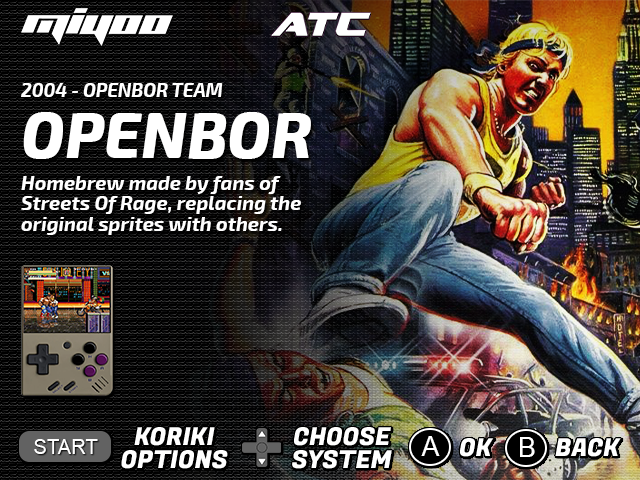 miyoo
ATC
2004 - OPENBOR TEAM
OPENBOR
Homebrew made by fans of
Streets Of Rage, replacing the
original sprites with others.
HOTE
START
KORIKI
OPTIONS
CHOOSE
SYSTEM
A
OK
B
BACK